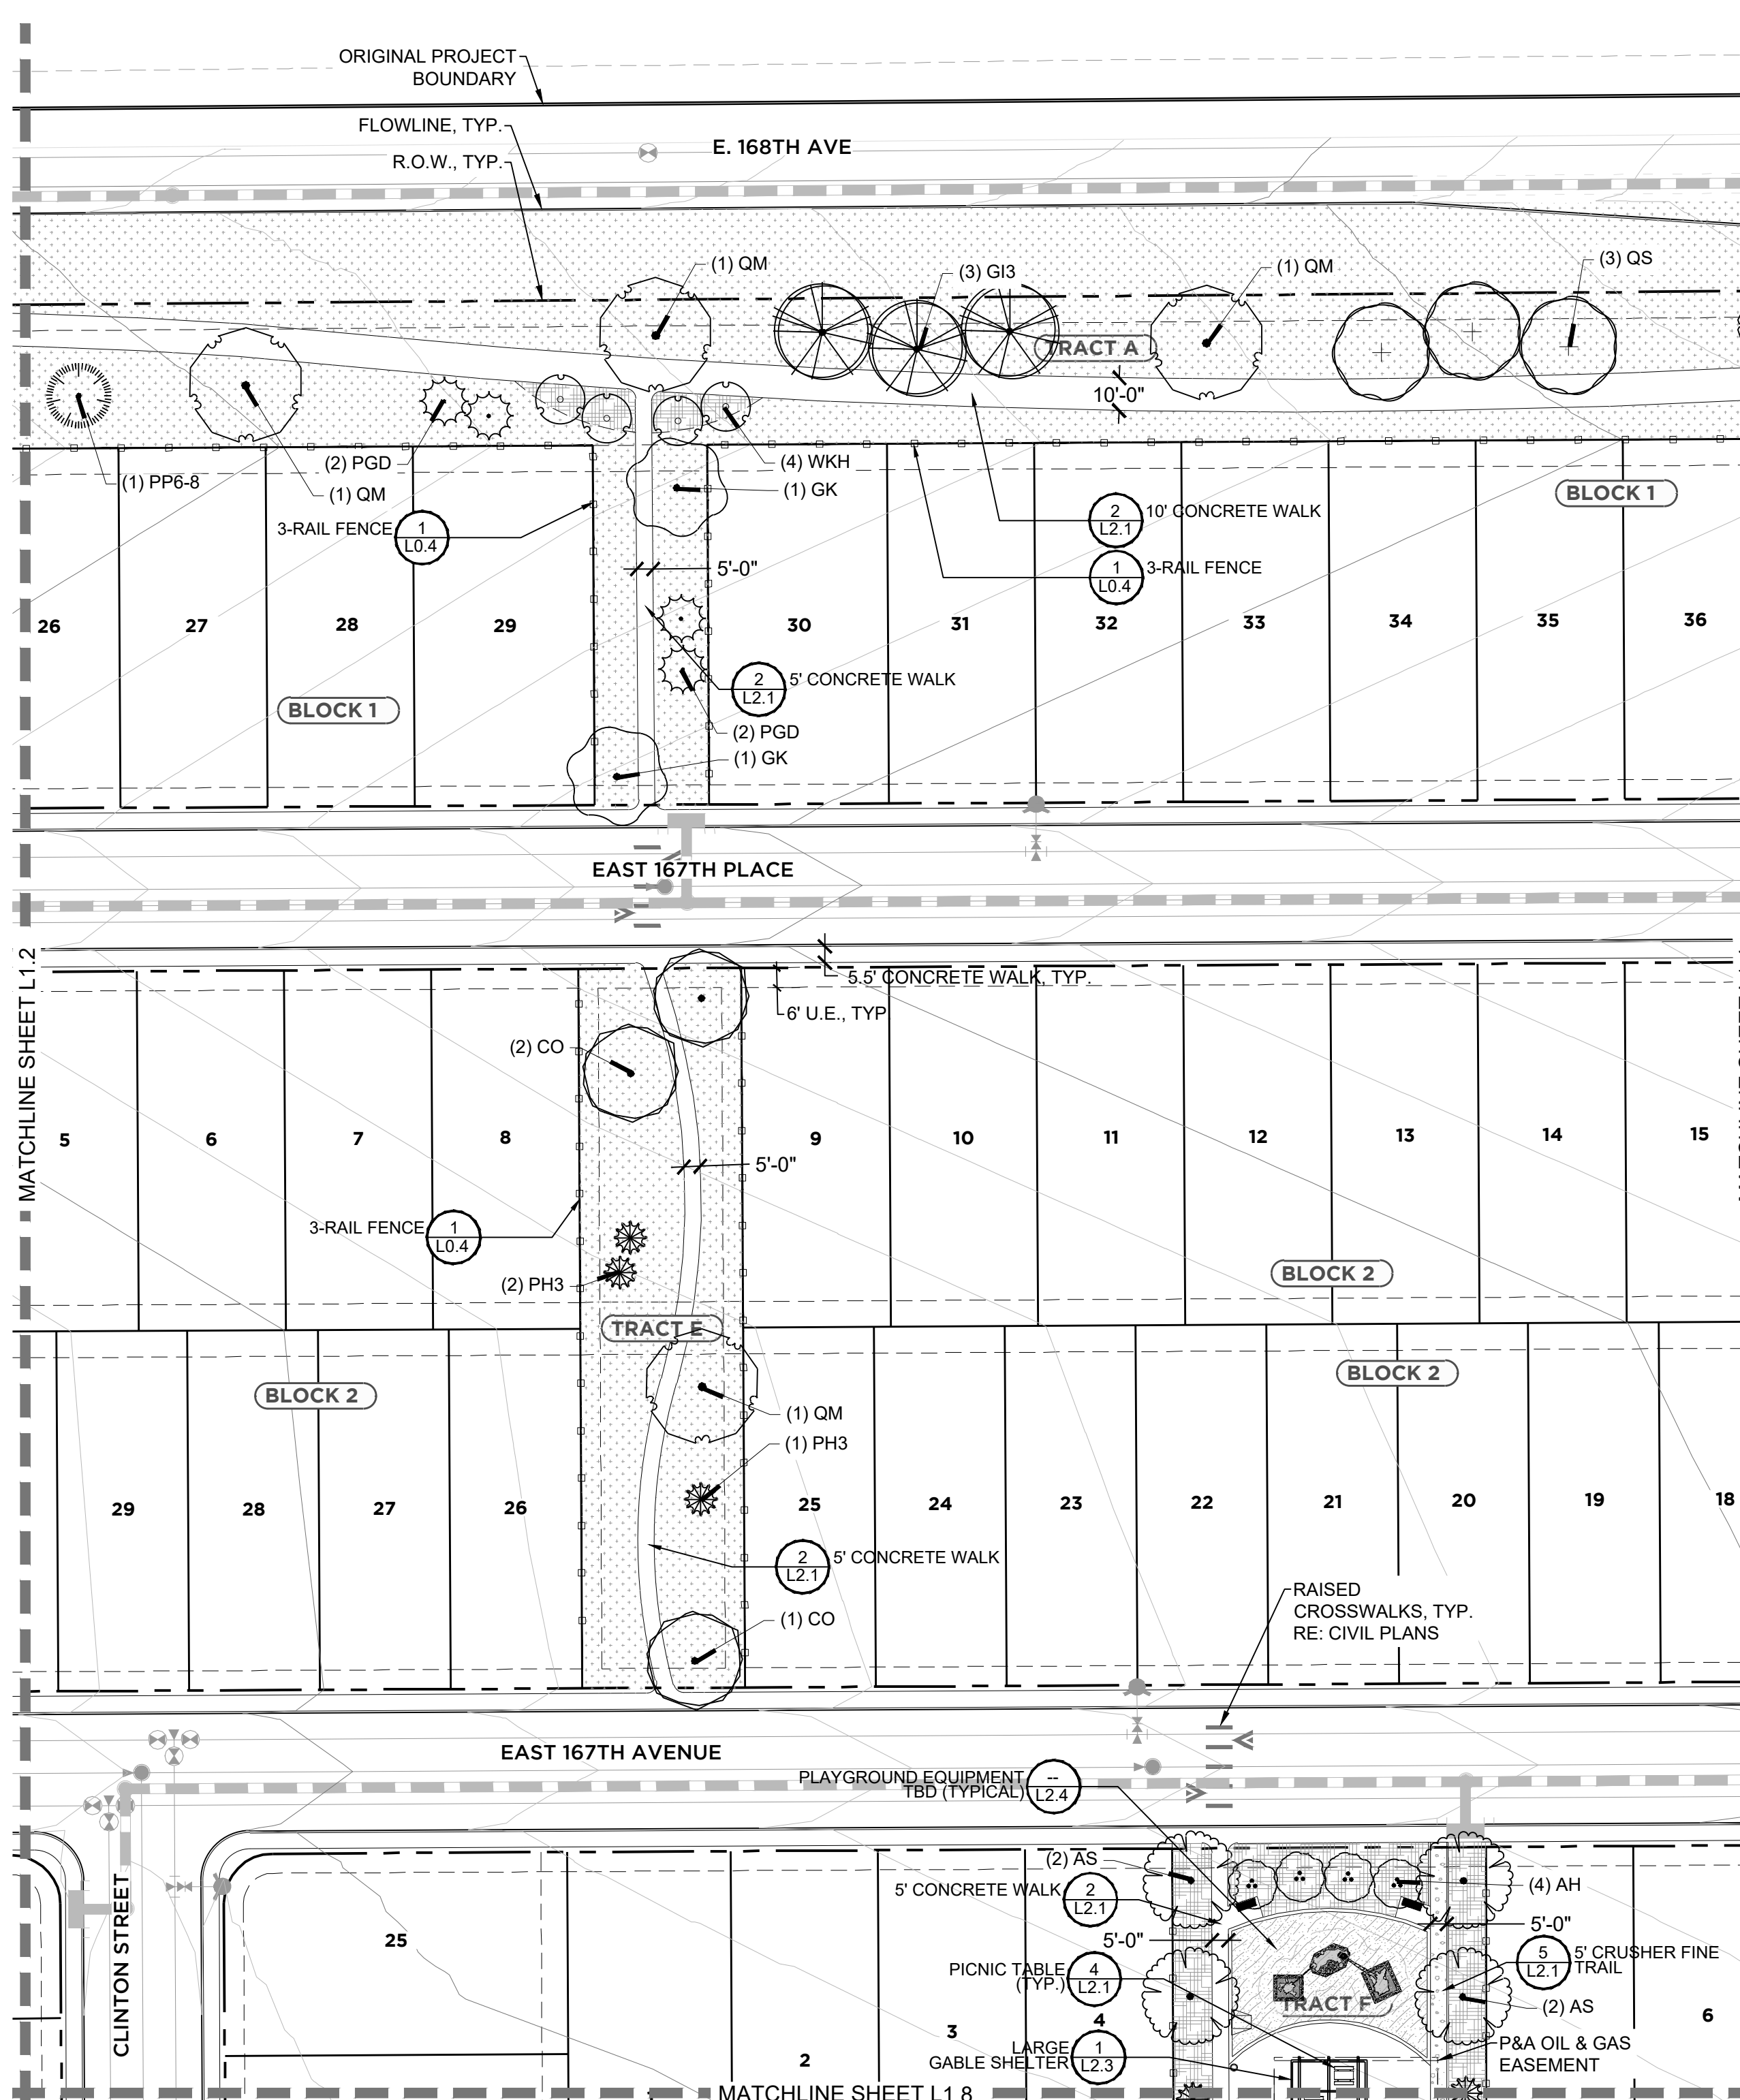 ORIGINAL PROJECT
BOUNDARY
FLOWLINE, TYP.
E. 168TH AVE
R.O.W., TYP.
(1) QM
(3) GI3
(1) QM
(3) QS
TRACT A
10'-0"
(2) PGD
(4) WKH
(1) PP6-8
(1) QM
(1) GK
BLOCK 1
3-RAIL FENCE
1
L0.4
2
L2.1
10' CONCRETE WALK
5'-0"
1
L0.4
3-RAIL FENCE
26
27
28
29
30
31
32
33
34
35
36
2
L2.1
5' CONCRETE WALK
BLOCK 1
(2) PGD
(1) GK
EAST 167TH PLACE
MATCHLINE SHEET L1.2
5.5' CONCRETE WALK, TYP.
6' U.E., TYP
(2) CO
5
6
7
8
9
10
11
12
13
14
15
5'-0"
3-RAIL FENCE
1
L0.4
(2) PH3
BLOCK 2
TRACT E
BLOCK 2
BLOCK 2
(1) QM
(1) PH3
29
28
27
26
25
24
23
22
21
20
19
18
2
L2.1
5' CONCRETE WALK
RAISED
CROSSWALKS, TYP.
RE: CIVIL PLANS
(1) CO
EAST 167TH AVENUE
PLAYGROUND EQUIPMENT
TBD (TYPICAL)
--
L2.4
(2) AS
5' CONCRETE WALK
2
L2.1
(4) AH
5'-0"
5'-0"
25
CLINTON STREET
PICNIC TABLE
(TYP.)
4
L2.1
5
L2.1
5' CRUSHER FINE
TRAIL
TRACT F
(2) AS
2
3
4
6
LARGE
GABLE SHELTER
1
L2.3
P&A OIL & GAS
EASEMENT
MATCHLINE SHEET L1.8